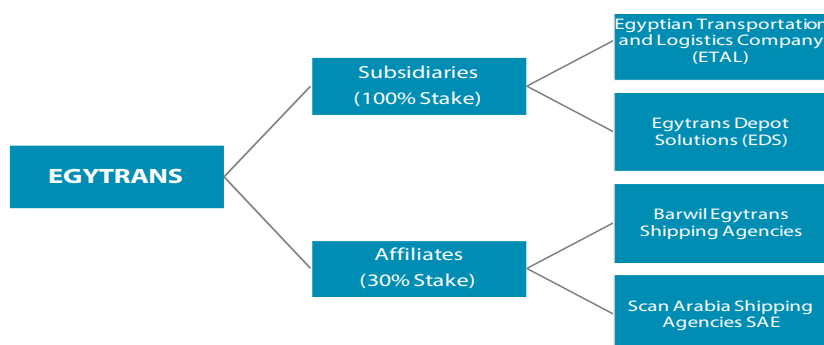 EGYTRANS
Subsidiaries
(100% Stake)
Egyptian Transportation
and Logistics Company
(ETAL)
Egytrans Depot
Solutions (EDS)
Affiliates
(30% Stake)
Barwil Egytrans
Shipping Agencies
Scan Arabia Shipping
Agencies SAE